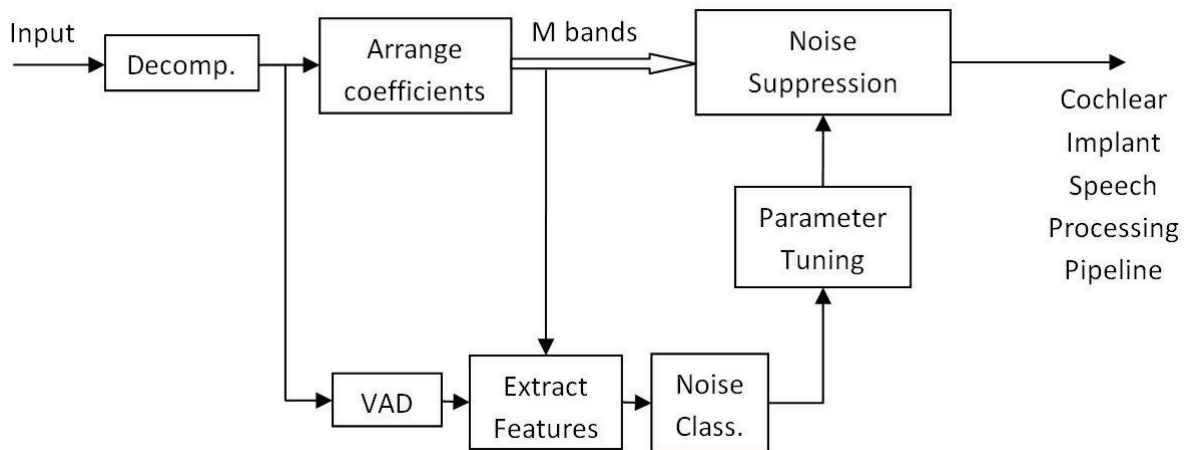 Input
Decomp.
Arrange
coefficients
M bands
Noise
Suppression
Cochlear
Implant
Speech
Processing
Pipeline
Parameter
Tuning
VAD
Extract
Features
Noise
Class.